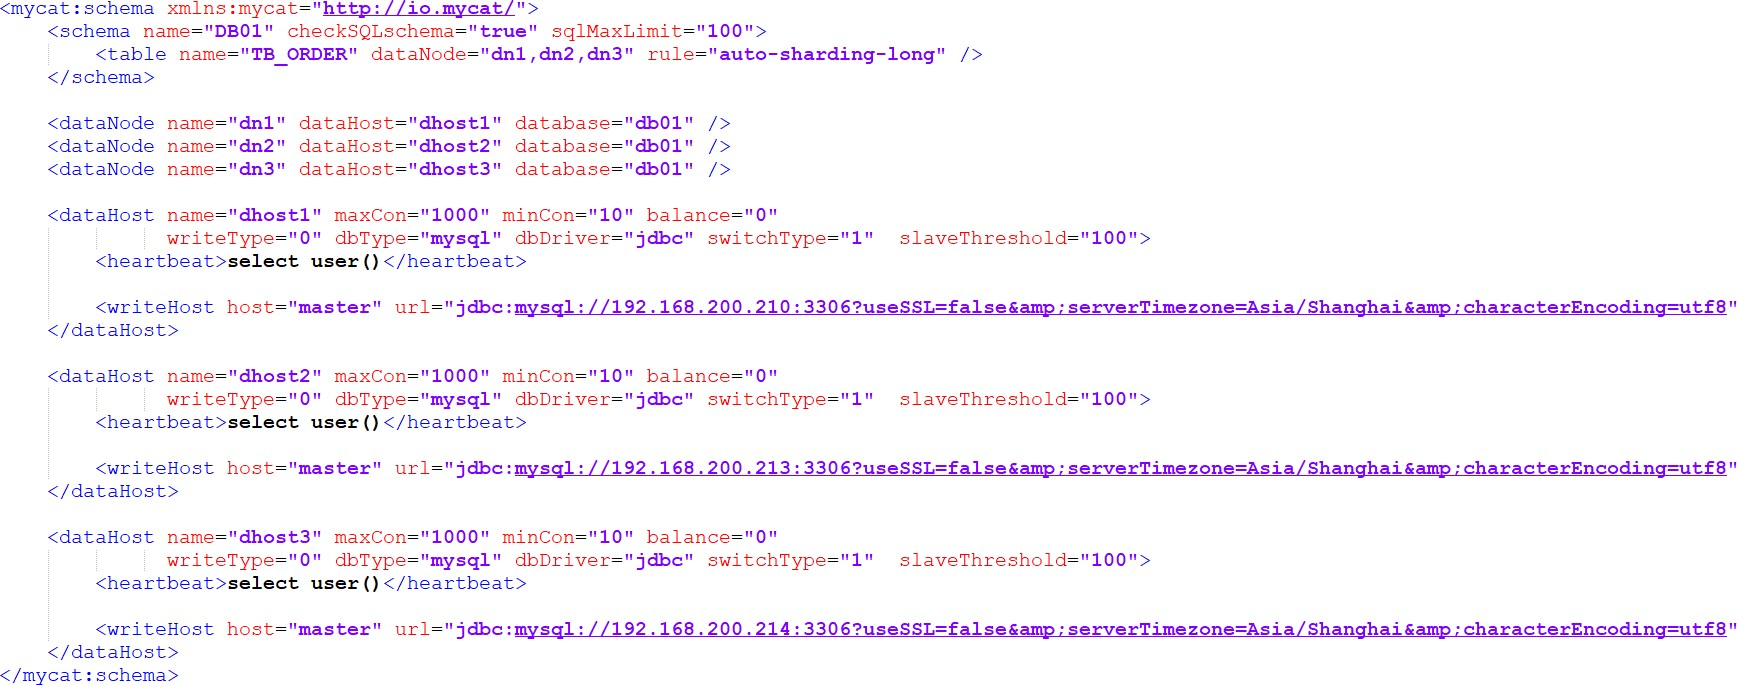 <mycat:schema xmlns:mycat="http://io.mycat/">
    <schema name="DB01" checkSQLschema="true" sqlMaxLimit="100">
        <table name="TB_ORDER" dataNode="dn1,dn2,dn3" rule="auto-sharding-long" />
    </schema>

    <dataNode name="dn1" dataHost="dhost1" database="db01" />
    <dataNode name="dn2" dataHost="dhost2" database="db01" />
    <dataNode name="dn3" dataHost="dhost3" database="db01" />

    <dataHost name="dhost1" maxCon="1000" minCon="10" balance="0"
              writeType="0" dbType="mysql" dbDriver="jdbc" switchType="1"  slaveThreshold="100">
        <heartbeat>select user()</heartbeat>

        <writeHost host="master" url="jdbc:mysql://192.168.200.210:3306?useSSL=false&amp;serverTimezone=Asia/Shanghai&amp;characterEncoding=utf8"
    </dataHost>

    <dataHost name="dhost2" maxCon="1000" minCon="10" balance="0"
              writeType="0" dbType="mysql" dbDriver="jdbc" switchType="1"  slaveThreshold="100">
        <heartbeat>select user()</heartbeat>

        <writeHost host="master" url="jdbc:mysql://192.168.200.213:3306?useSSL=false&amp;serverTimezone=Asia/Shanghai&amp;characterEncoding=utf8"
    </dataHost>

    <dataHost name="dhost3" maxCon="1000" minCon="10" balance="0"
              writeType="0" dbType="mysql" dbDriver="jdbc" switchType="1"  slaveThreshold="100">
        <heartbeat>select user()</heartbeat>

        <writeHost host="master" url="jdbc:mysql://192.168.200.214:3306?useSSL=false&amp;serverTimezone=Asia/Shanghai&amp;characterEncoding=utf8"
    </dataHost>
</mycat:schema>